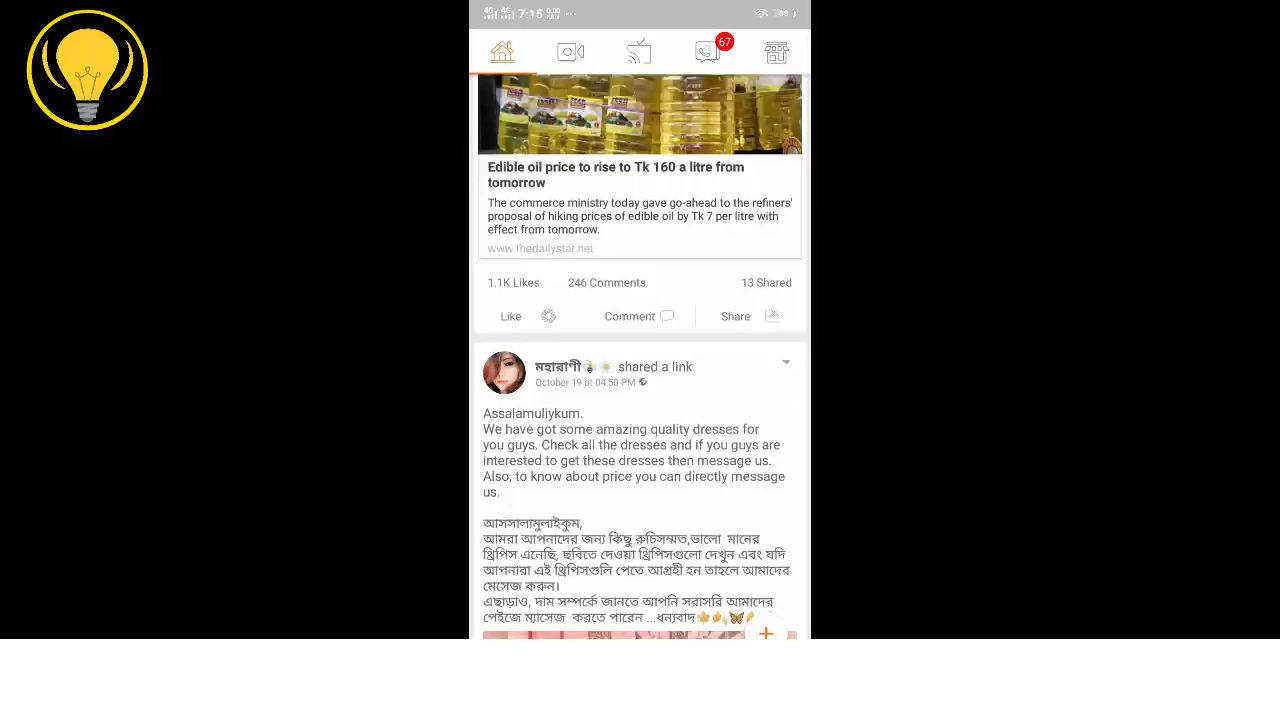 4G 4G 7:15 0.00 KB/s ...
38
67
Edible oil price to rise to Tk 160 a litre from
tomorrow
The commerce ministry today gave go-ahead to the refiners'
proposal of hiking prices of edible oil by Tk 7 per litre with
effect from tomorrow.
www.thedailystar.net
1.1K Likes 246 Comments 13 Shared
Like Comment Share
মহারাণী shared a link
October 19 at 04.50 PM
Assalamuliykum.
We have got some amazing quality dresses for
you guys. Check all the dresses and if you guys are
interested to get these dresses then message us.
Also, to know about price you can directly message
us.
আসসালামুলাইকুম,
আমরা আপনাদের জন্য কিছু রুচিসম্মত,ভালো মানের
থ্রিপিস এনেছি, ছবিতে দেওয়া থ্রিপিসগুলো দেখুন এবং যদি
আপনারা এই থ্রিপিসগুলি পেতে আগ্রহী হন তাহলে আমাদের
মেসেজ করুন।
এছাড়াও, দাম সম্পর্কে জানতে আপনি সরাসরি আমাদের
পেইজে ম্যাসেজ করতে পারেন ...ধন্যবাদ